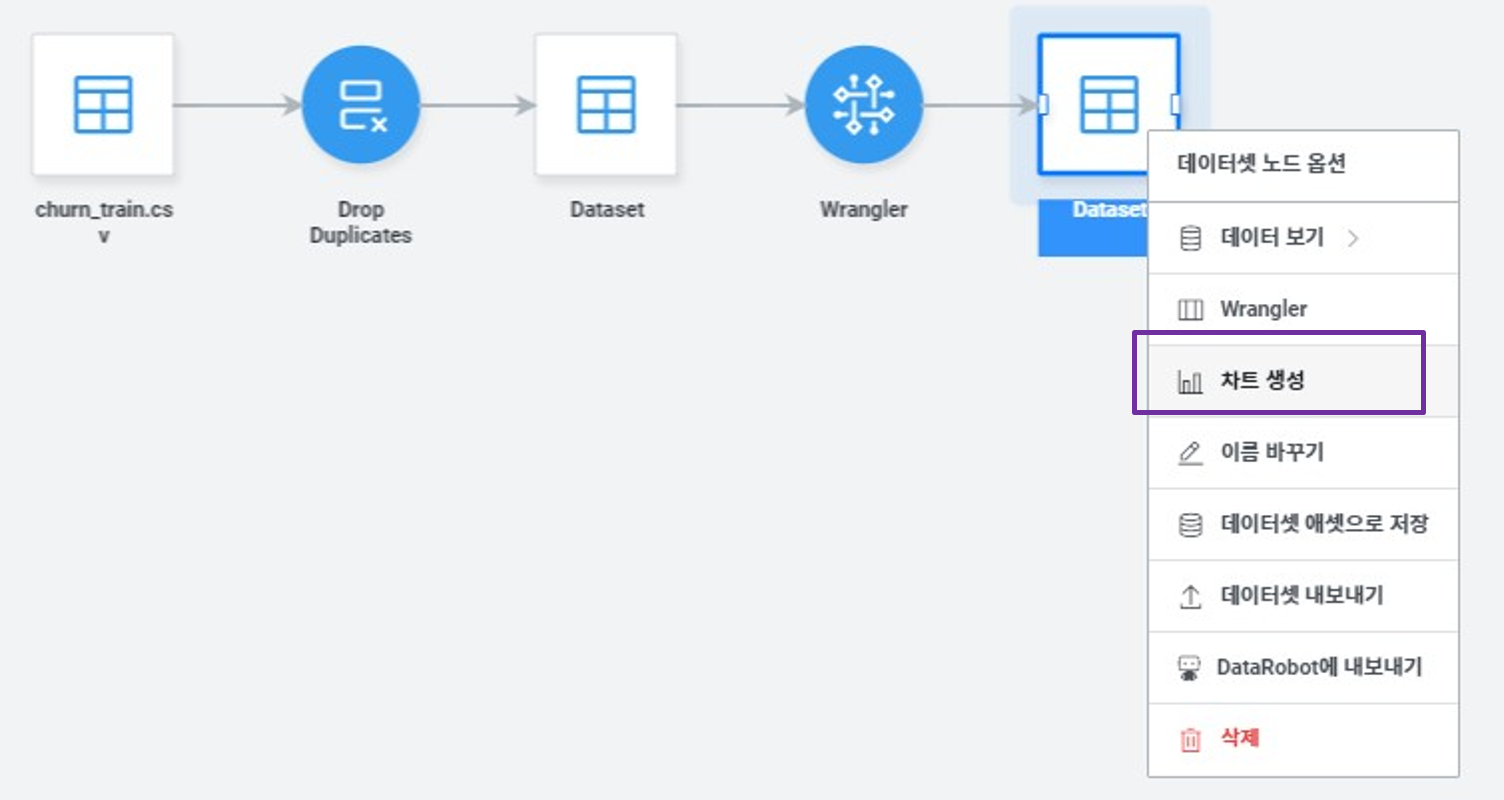 churn_train.cs
v
Drop
Duplicates
Dataset
Wrangler
Dataset
데이터셋 노드 옵션
데이터 보기
Wrangler
차트 생성
이름 바꾸기
데이터셋 애셋으로 저장
데이터셋 내보내기
DataRobot에 내보내기
삭제